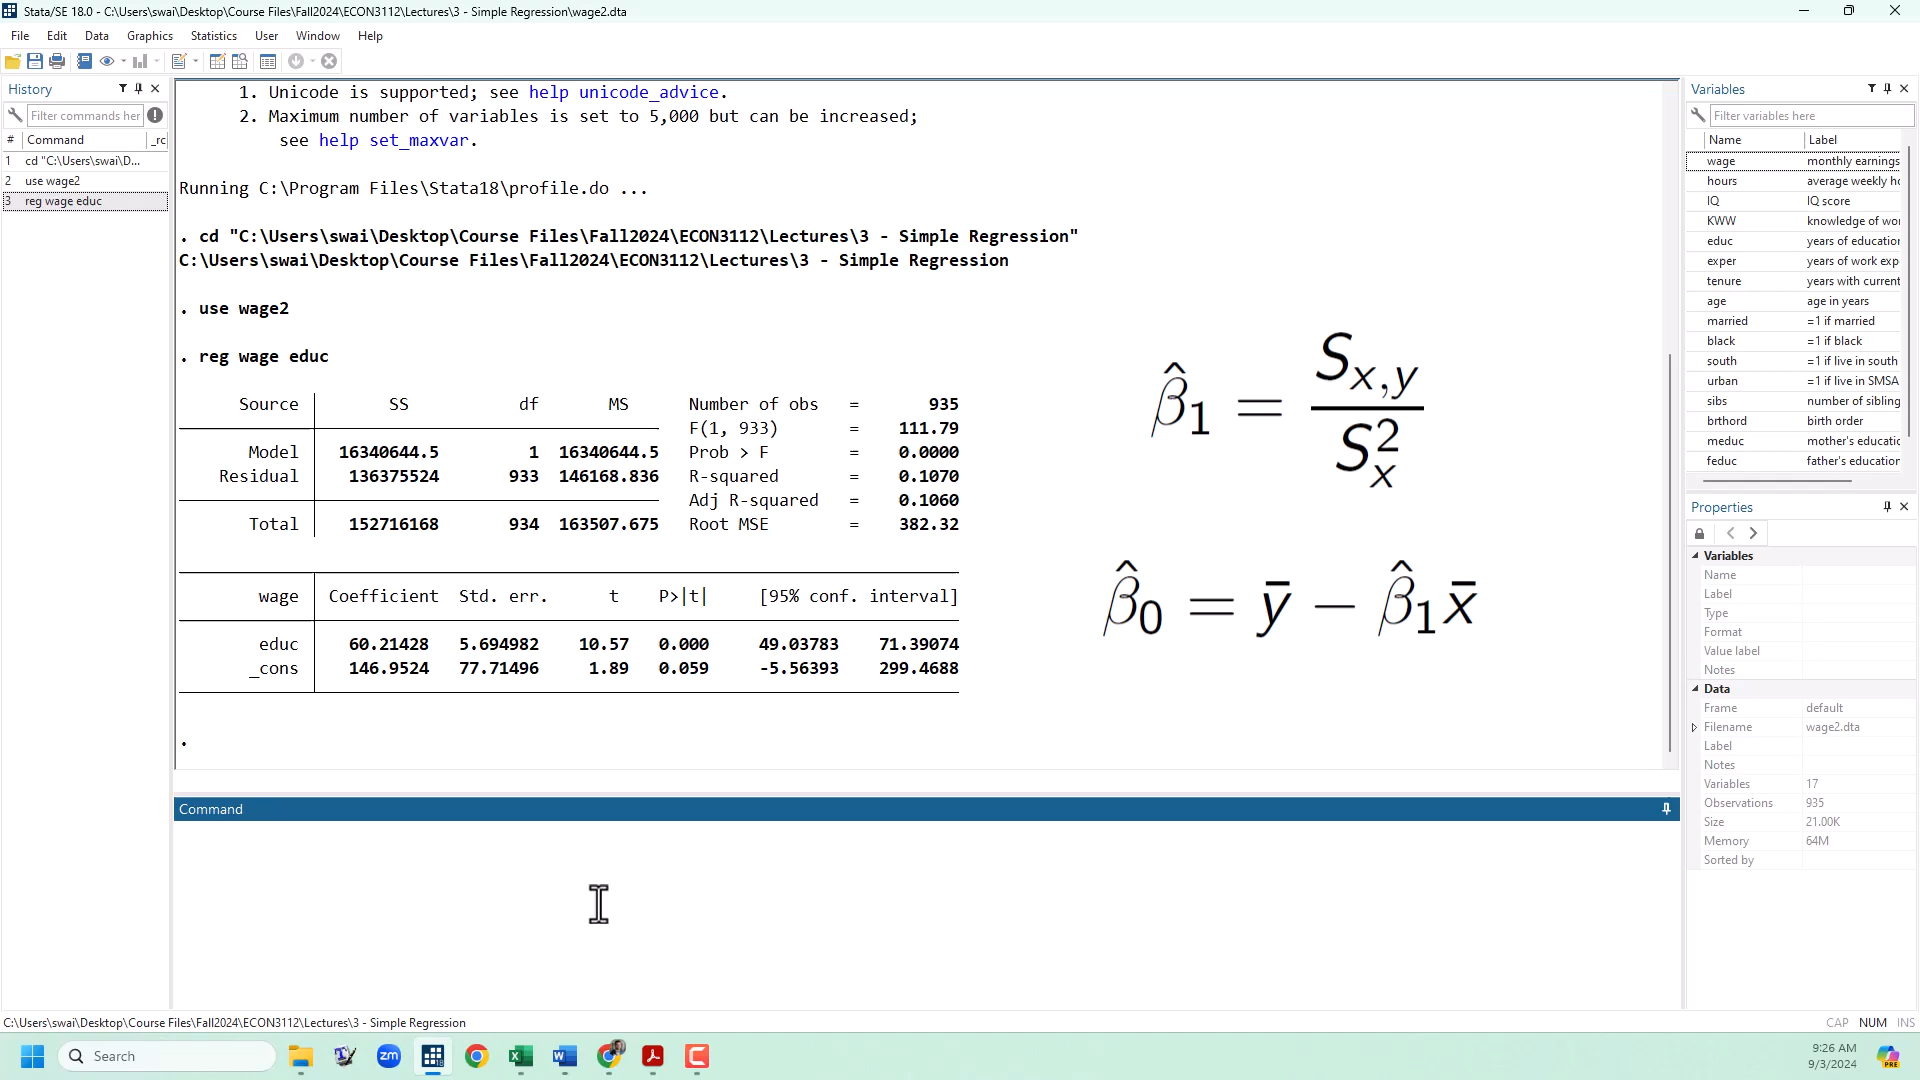 Stata/SE 18.0 - C:\Users\swai\Desktop\Course Files\Fall2024\ECON3112\Lectures\3 - Simple Regression\wage2.dta
File Edit Data Graphics Statistics User Window Help
History
Filter commands her
# Command _rc
1 cd "C:\Users\swai\D...
2 use wage2
3 reg wage educ
1. Unicode is supported; see help unicode_advice.
2. Maximum number of variables is set to 5,000 but can be increased;
see help set_maxvar.
Running C:\Program Files\Stata18\profile.do ...
. cd "C:\Users\swai\Desktop\Course Files\Fall2024\ECON3112\Lectures\3 - Simple Regression"
C:\Users\swai\Desktop\Course Files\Fall2024\ECON3112\Lectures\3 - Simple Regression
. use wage2
. reg wage educ
Source SS df MS Number of obs = 935
F(1, 933) = 111.79
Model 16340644.5 1 16340644.5 Prob > F = 0.0000
Residual 136375524 933 146168.836 R-squared = 0.1070
Adj R-squared = 0.1060
Total 152716168 934 163507.675 Root MSE = 382.32
wage Coefficient Std. err. t P>|t| [95% conf. interval]
educ 60.21428 5.694982 10.57 0.000 49.03783 71.39074
_cons 146.9524 77.71496 1.89 0.059 -5.56393 299.4688
.
β̂₁ = S_{x,y} / S_x^2
β̂₀ = ȳ − β̂₁x̄
Command
Variables
Filter variables here
Name Label
wage monthly earnings
hours average weekly ho
IQ IQ score
KWW knowledge of wor
educ years of education
exper years of work exp
tenure years with current
age age in years
married =1 if married
black =1 if black
south =1 if live in south
urban =1 if live in SMSA
sibs number of sibling
brthord birth order
meduc mother's educatio
feduc father's education
Properties
Variables
Name
Label
Type
Format
Value label
Notes
Data
Frame default
Filename wage2.dta
Label
Notes
Variables 17
Observations 935
Size 21.00K
Memory 64M
Sorted by
C:\Users\swai\Desktop\Course Files\Fall2024\ECON3112\Lectures\3 - Simple Regression
CAP NUM INS
Search
zm
9:26 AM
9/3/2024
PRE